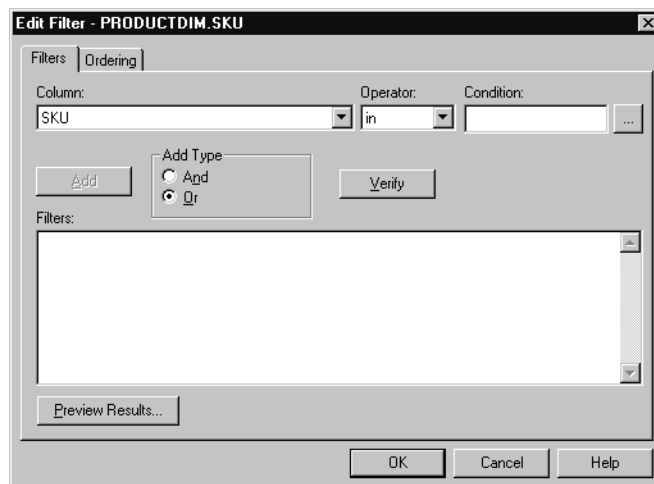 Edit Filter - PRODUCTDIM.SKU
Filters Ordering
Column: Operator: Condition:
SKU in ...
Add Type
Add And Verify
Or
Filters:
Preview Results...
OK Cancel Help